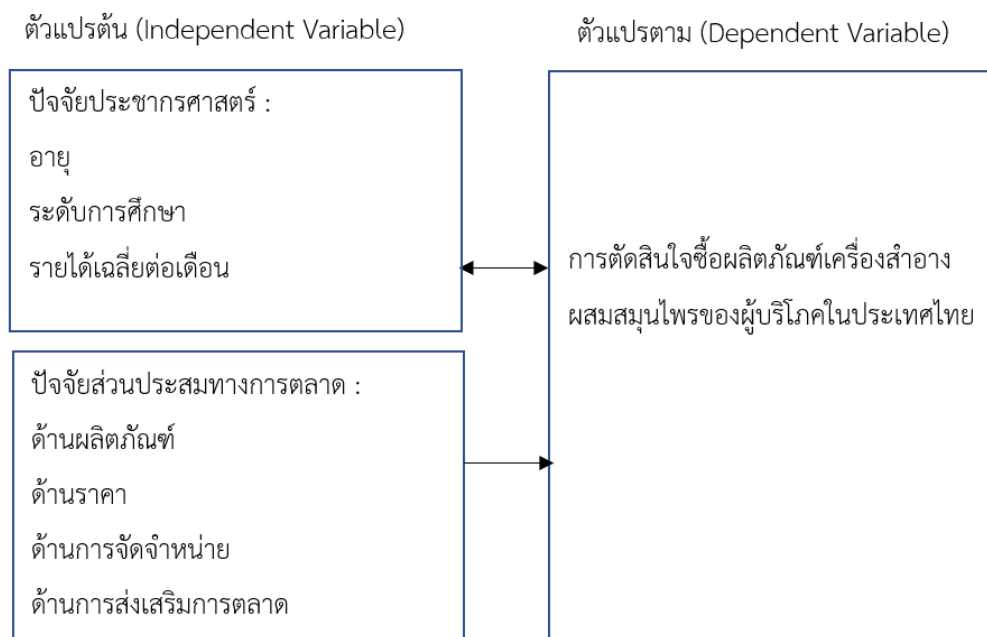 ตัวแปรต้น (Independent Variable)
ปัจจัยประชากรศาสตร์ :
อายุ
ระดับการศึกษา
รายได้เฉลี่ยต่อเดือน
ปัจจัยส่วนประสมทางการตลาด :
ด้านผลิตภัณฑ์
ด้านราคา
ด้านการจัดจำหน่าย
ด้านการส่งเสริมการตลาด
ตัวแปรตาม (Dependent Variable)
การตัดสินใจซื้อผลิตภัณฑ์เครื่องสำอาง
ผสมสมุนไพรของผู้บริโภคในประเทศไทย